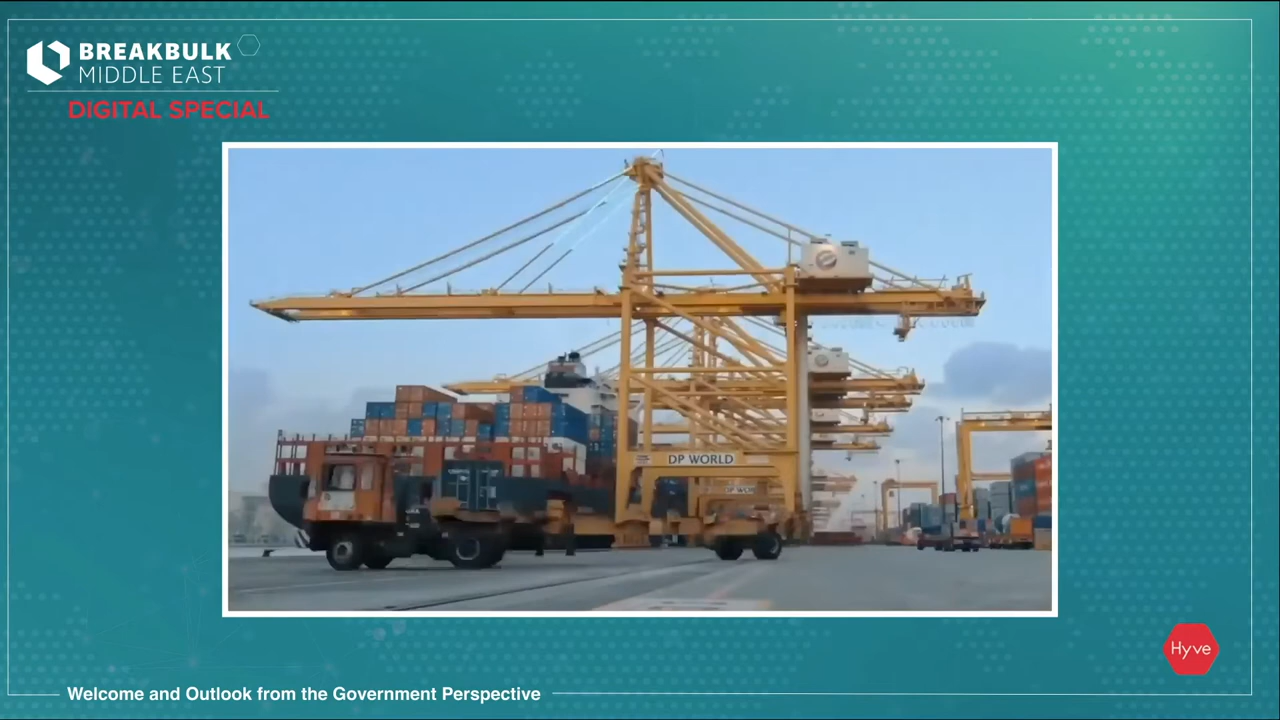 BREAKBULK
MIDDLE EAST
DIGITAL SPECIAL
DP WORLD
Hyve
Welcome and Outlook from the Government Perspective